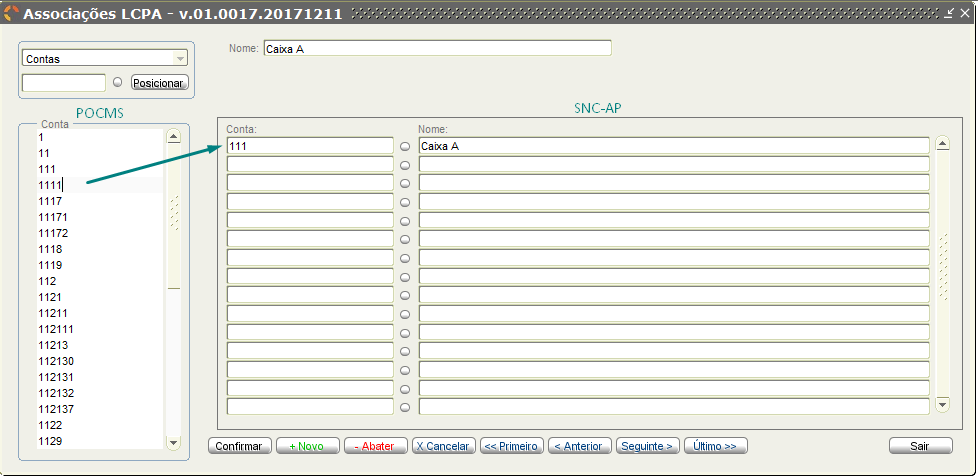 Associações LCPA - v.01.0017.20171211
Contas
Posicionar
Nome: Caixa A
POCMS
Conta
1
11
111
1111
1117
11171
11172
1118
1119
112
1121
11211
112111
11213
112130
112131
112132
112137
1122
1129
SNC-AP
Conta: Nome:
111 Caixa A
Confirmar + Novo - Abater X Cancelar << Primeiro < Anterior Seguinte > Último >> Sair